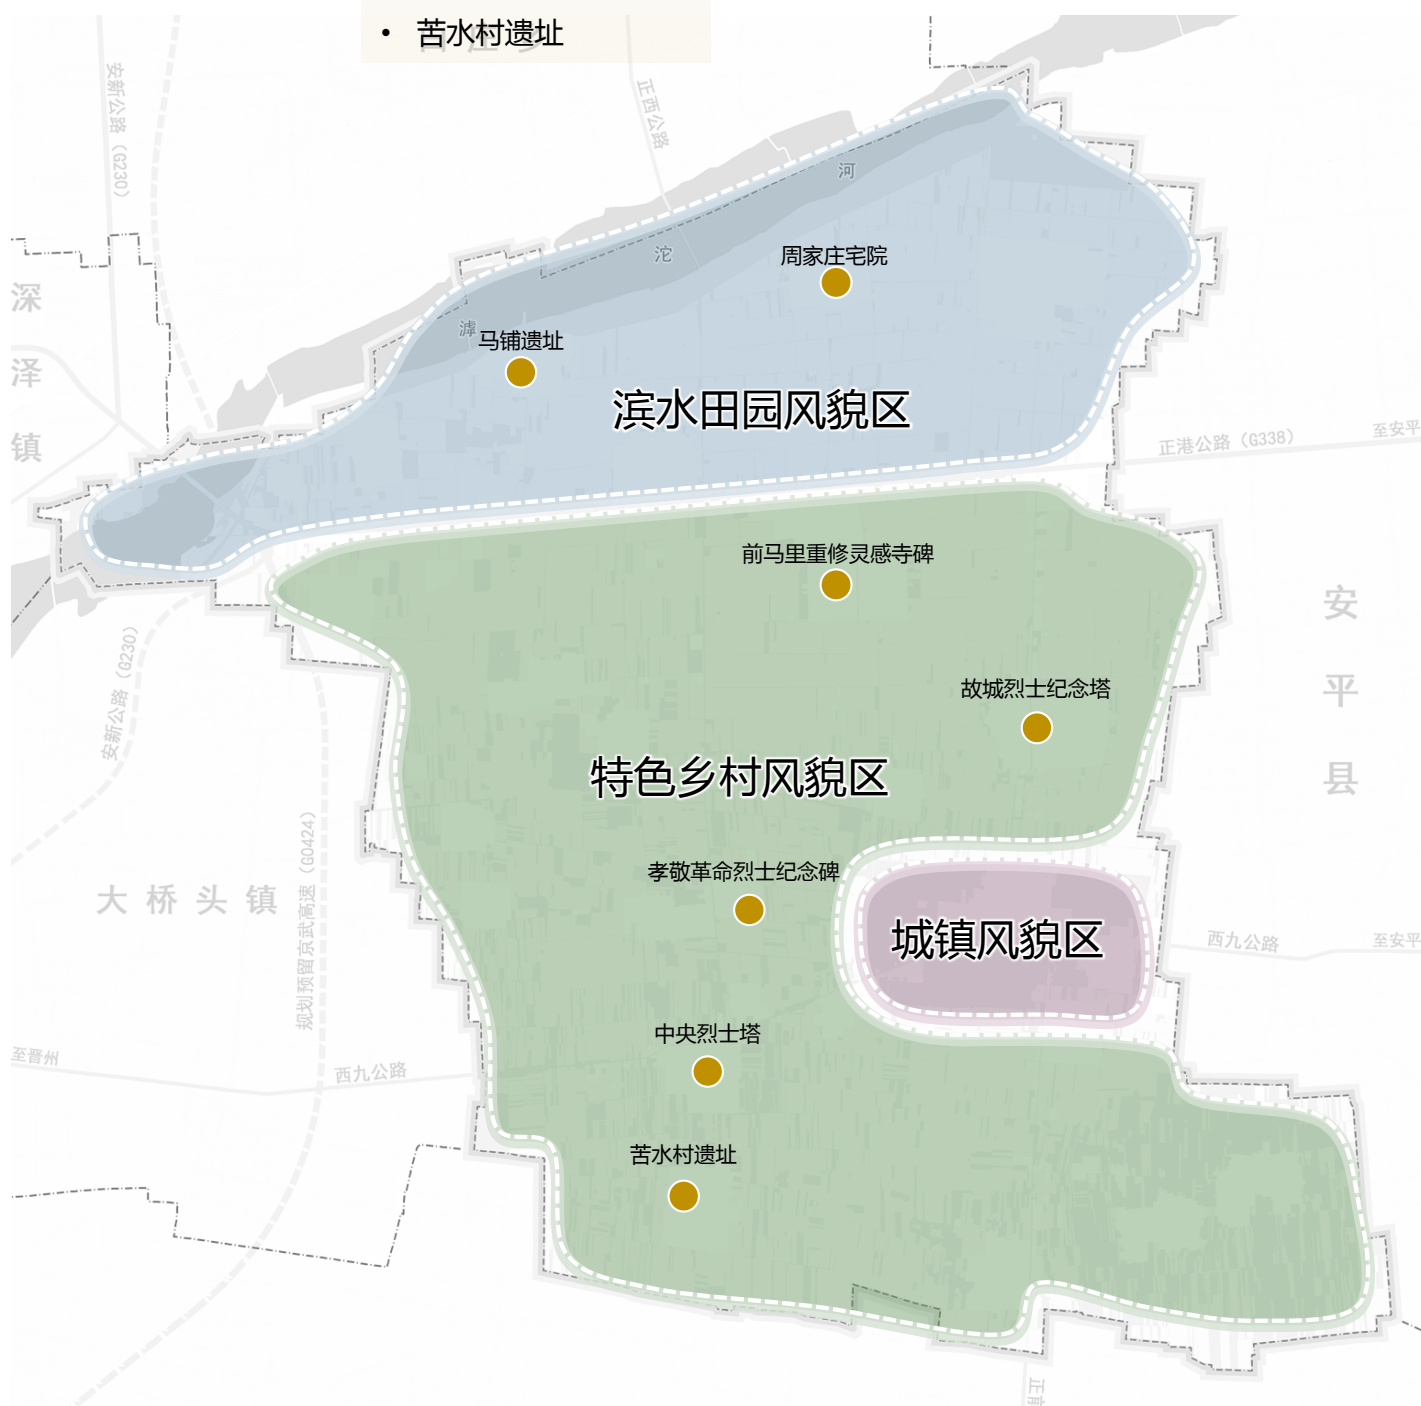 • 苦水村遗址
安新公路（G230）
正西公路
河
沱
滹
周家庄宅院
马铺遗址
深泽镇
滨水田园风貌区
正港公路（G338）
至安平
前马里重修灵感寺碑
安平县
安新公路（G230）
故城烈士纪念塔
特色乡村风貌区
规划预留京武高速（G0424）
孝敬革命烈士纪念碑
大桥头镇
城镇风貌区
西九公路
至安平
中央烈士塔
至晋州
西九公路
苦水村遗址